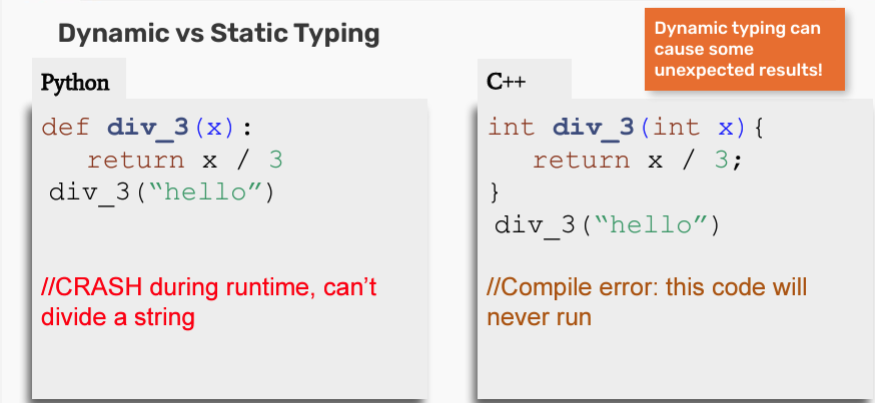 Dynamic vs Static Typing
Dynamic typing can
cause some
unexpected results!
Python
def div_3(x):
return x / 3
div_3(“hello”)
//CRASH during runtime, can’t
divide a string
C++
int div_3(int x){
return x / 3;
}
div_3(“hello”)
//Compile error: this code will
never run